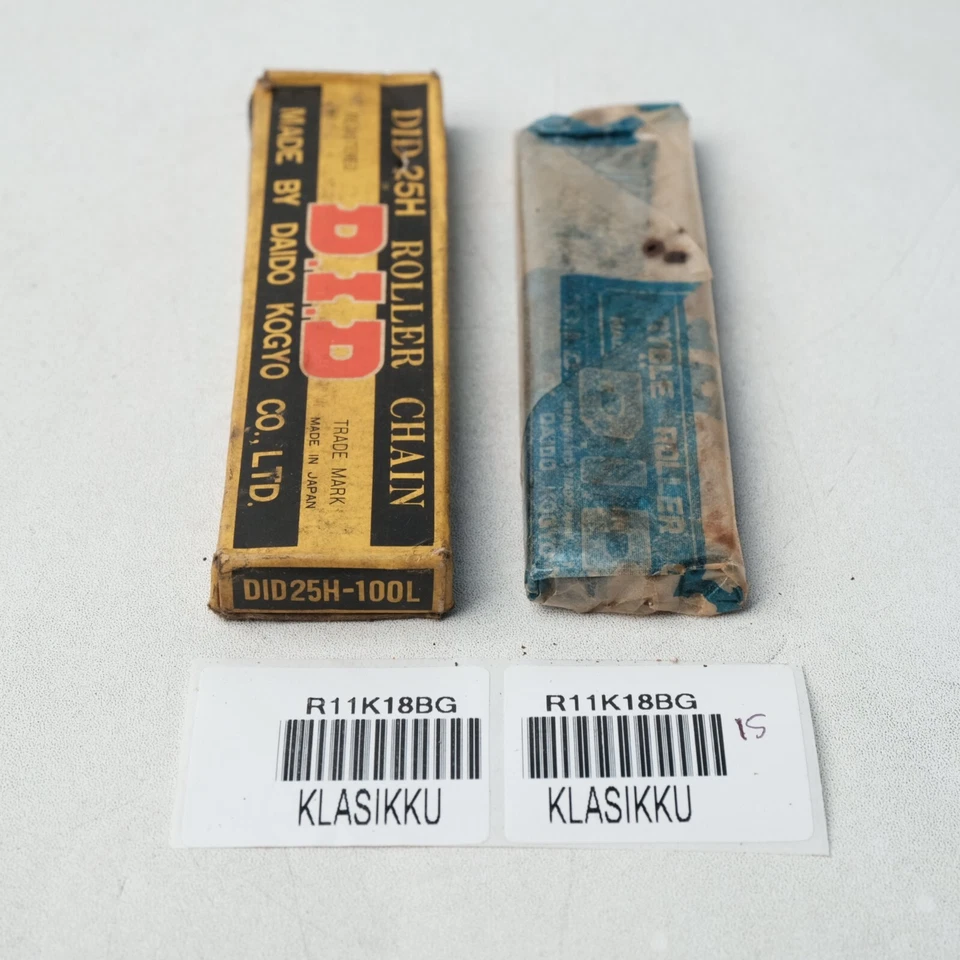 DID-25H ROLLER CHAIN
D.I.D
TRADE MARK
MADE IN JAPAN
MADE BY DAIDO KOGYO CO., LTD.
DID25H-100L
ROLLER
DAIDO KOGYO
R11K18BG
KLASIKKU
R11K18BG
KLASIKKU
15